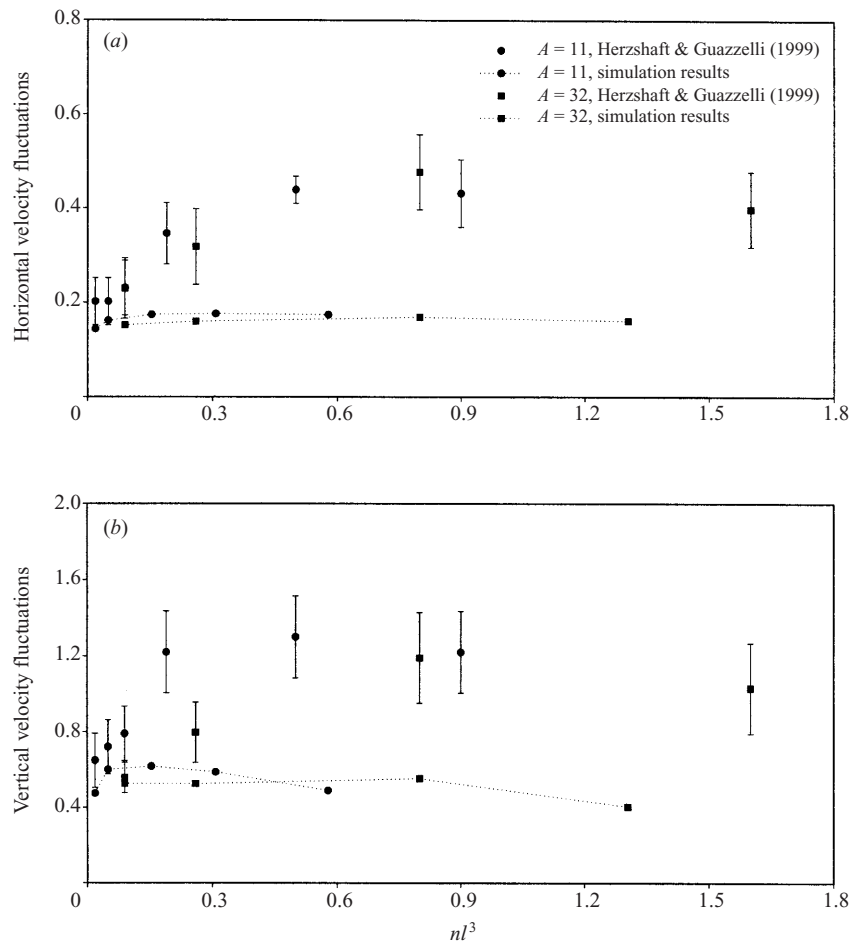 0.8
(a)
A = 11, Herzshaft & Guazzelli (1999)
A = 11, simulation results
A = 32, Herzshaft & Guazzelli (1999)
A = 32, simulation results
0.6
0.4
0.2
Horizontal velocity fluctuations
0 0.3 0.6 0.9 1.2 1.5 1.8
2.0
(b)
1.6
1.2
0.8
0.4
Vertical velocity fluctuations
0 0.3 0.6 0.9 1.2 1.5 1.8
nl³